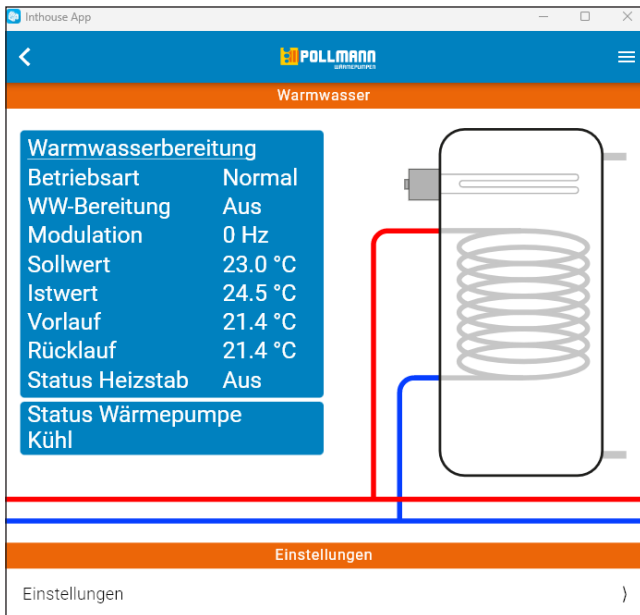 Inthouse App
POLLMANN
WÄRMEPUMPEN
Warmwasser
Warmwasserbereitung
Betriebsart Normal
WW-Bereitung Aus
Modulation 0 Hz
Sollwert 23.0 °C
Istwert 24.5 °C
Vorlauf 21.4 °C
Rücklauf 21.4 °C
Status Heizstab Aus
Status Wärmepumpe
Kühl
Einstellungen
Einstellungen